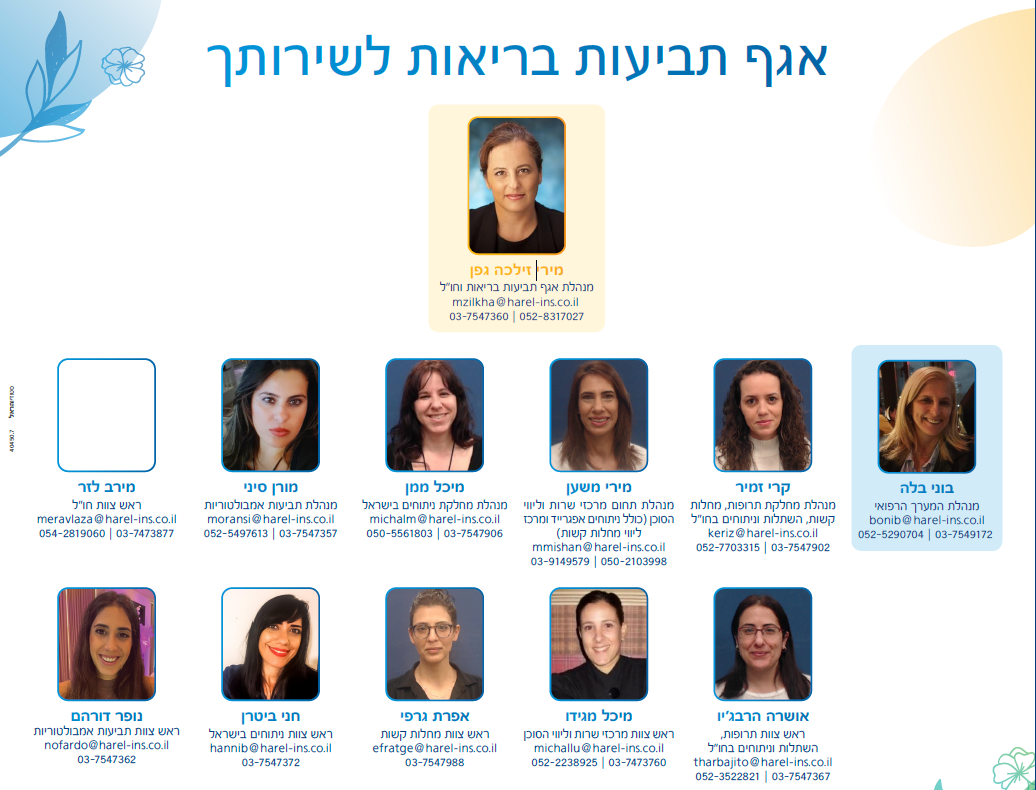 אגף תביעות בריאות לשירותך
מירי זילכה גפן
מנהלת אגף תביעות בריאות וחו"ל
mzilkha@harel-ins.co.il
03-7547360 | 052-8317027
בוני בלה
מנהלת המערך הרפואי
bonib@harel-ins.co.il
052-5290704 | 03-7549172
קרי זמיר
מנהלת מחלקת תרופות, מחלות
קשות, השתלות וניתוחים בחו"ל
keriz@harel-ins.co.il
052-7703315 | 03-7547902
מירי משען
מנהלת תחום מרכזי שרות וליווי
הסוכן (כולל ניתוחים אפגרייד ומרכז
ליווי מחלות קשות)
mmishan@harel-ins.co.il
03-9149579 | 050-2103998
מיכל ממן
מנהלת מחלקת ניתוחים בישראל
michalm@harel-ins.co.il
050-5561803 | 03-7547906
מורן סיני
מנהלת תביעות אמבולטוריות
moransi@harel-ins.co.il
052-5497613 | 03-7547357
מירב לזר
ראש צוות חו"ל
meravlaza@harel-ins.co.il
054-2819060 | 03-7473877
אושרה הרבג'יו
ראש צוות תרופות,
השתלות וניתוחים בחו"ל
tharbajito@harel-ins.co.il
052-3522821 | 03-7547367
מיכל מגידו
ראש צוות מרכזי שרות וליווי הסוכן
michallu@harel-ins.co.il
052-2238925 | 03-7473760
אפרת גרפי
ראש צוות מחלות קשות
efratge@harel-ins.co.il
03-7547988
חני ביטרן
ראש צוות ניתוחים בישראל
hannib@harel-ins.co.il
03-7547372
נופר דורהם
ראש צוות תביעות אמבולטוריות
nofardo@harel-ins.co.il
03-7547362